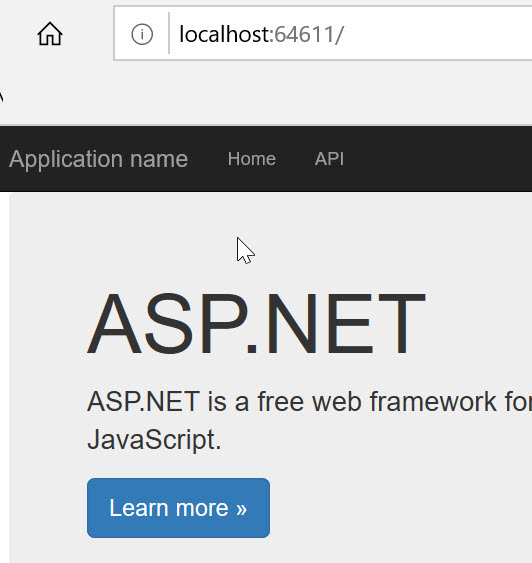 localhost:64611/
Application name Home API
ASP.NET
ASP.NET is a free web framework for
JavaScript.
Learn more »